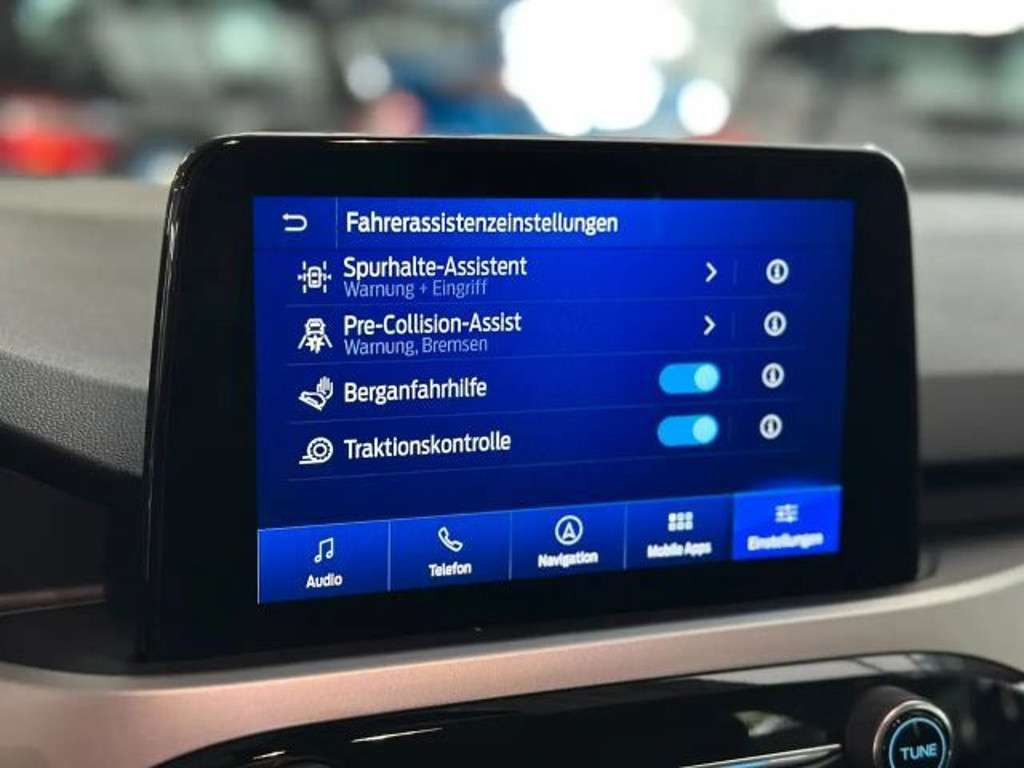 Fahrerassistenzeinstellungen
Spurhalte-Assistent
Warnung + Eingriff
Pre-Collision-Assist
Warnung, Bremsen
Berganfahrhilfe
Traktionskontrolle
Audio
Telefon
Navigation
Mobile Apps
Einstellungen
TUNE